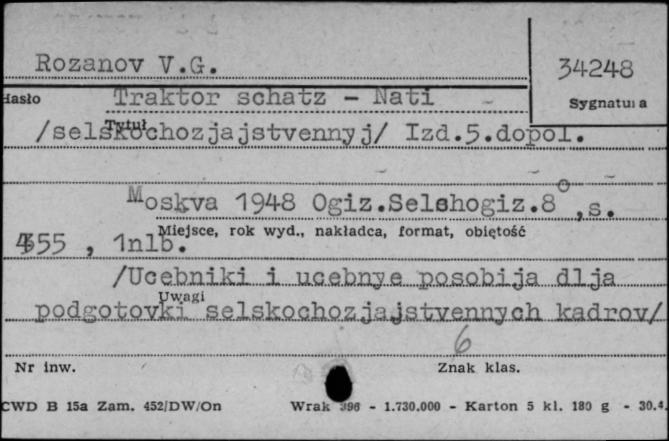 Rozanov V.G.
34248
Hasło
Traktor schatz - Nati
Sygnatura
Tytuł
/selskochozjajstvennyj/ Izd.5.dopol.
Moskva 1948 Ogiz.Selshogiz.8°,s.
Miejsce, rok wyd., nakładca, format, objętość
455 , 1nlb.
/Ucebniki i ucebnye posobija dlja
Uwagi
podgotovki selskochozjajstvennych kadrov/
6
Nr inw.
Znak klas.
CWD B 15a Zam. 452/DW/On
Wrak 396 - 1.730.000 - Karton 5 kl. 180 g - 30.4.